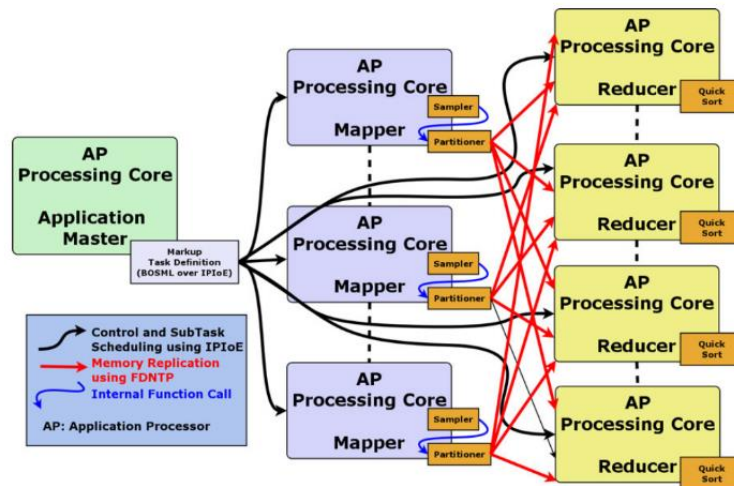 AP
Processing Core
Application
Master
Markup
Task Definition
(BOSML over IPIoE)
Control and SubTask
Scheduling using IPIoE
Memory Replication
using FDNTP
Internal Function Call
AP: Application Processor
AP
Processing Core
Sampler
Mapper
Partitioner
AP
Processing Core
Sampler
Mapper
Partitioner
AP
Processing Core
Sampler
Mapper
Partitioner
AP
Processing Core
Reducer
Quick
Sort
AP
Processing Core
Reducer
Quick
Sort
AP
Processing Core
Reducer
Quick
Sort
AP
Processing Core
Reducer
Quick
Sort